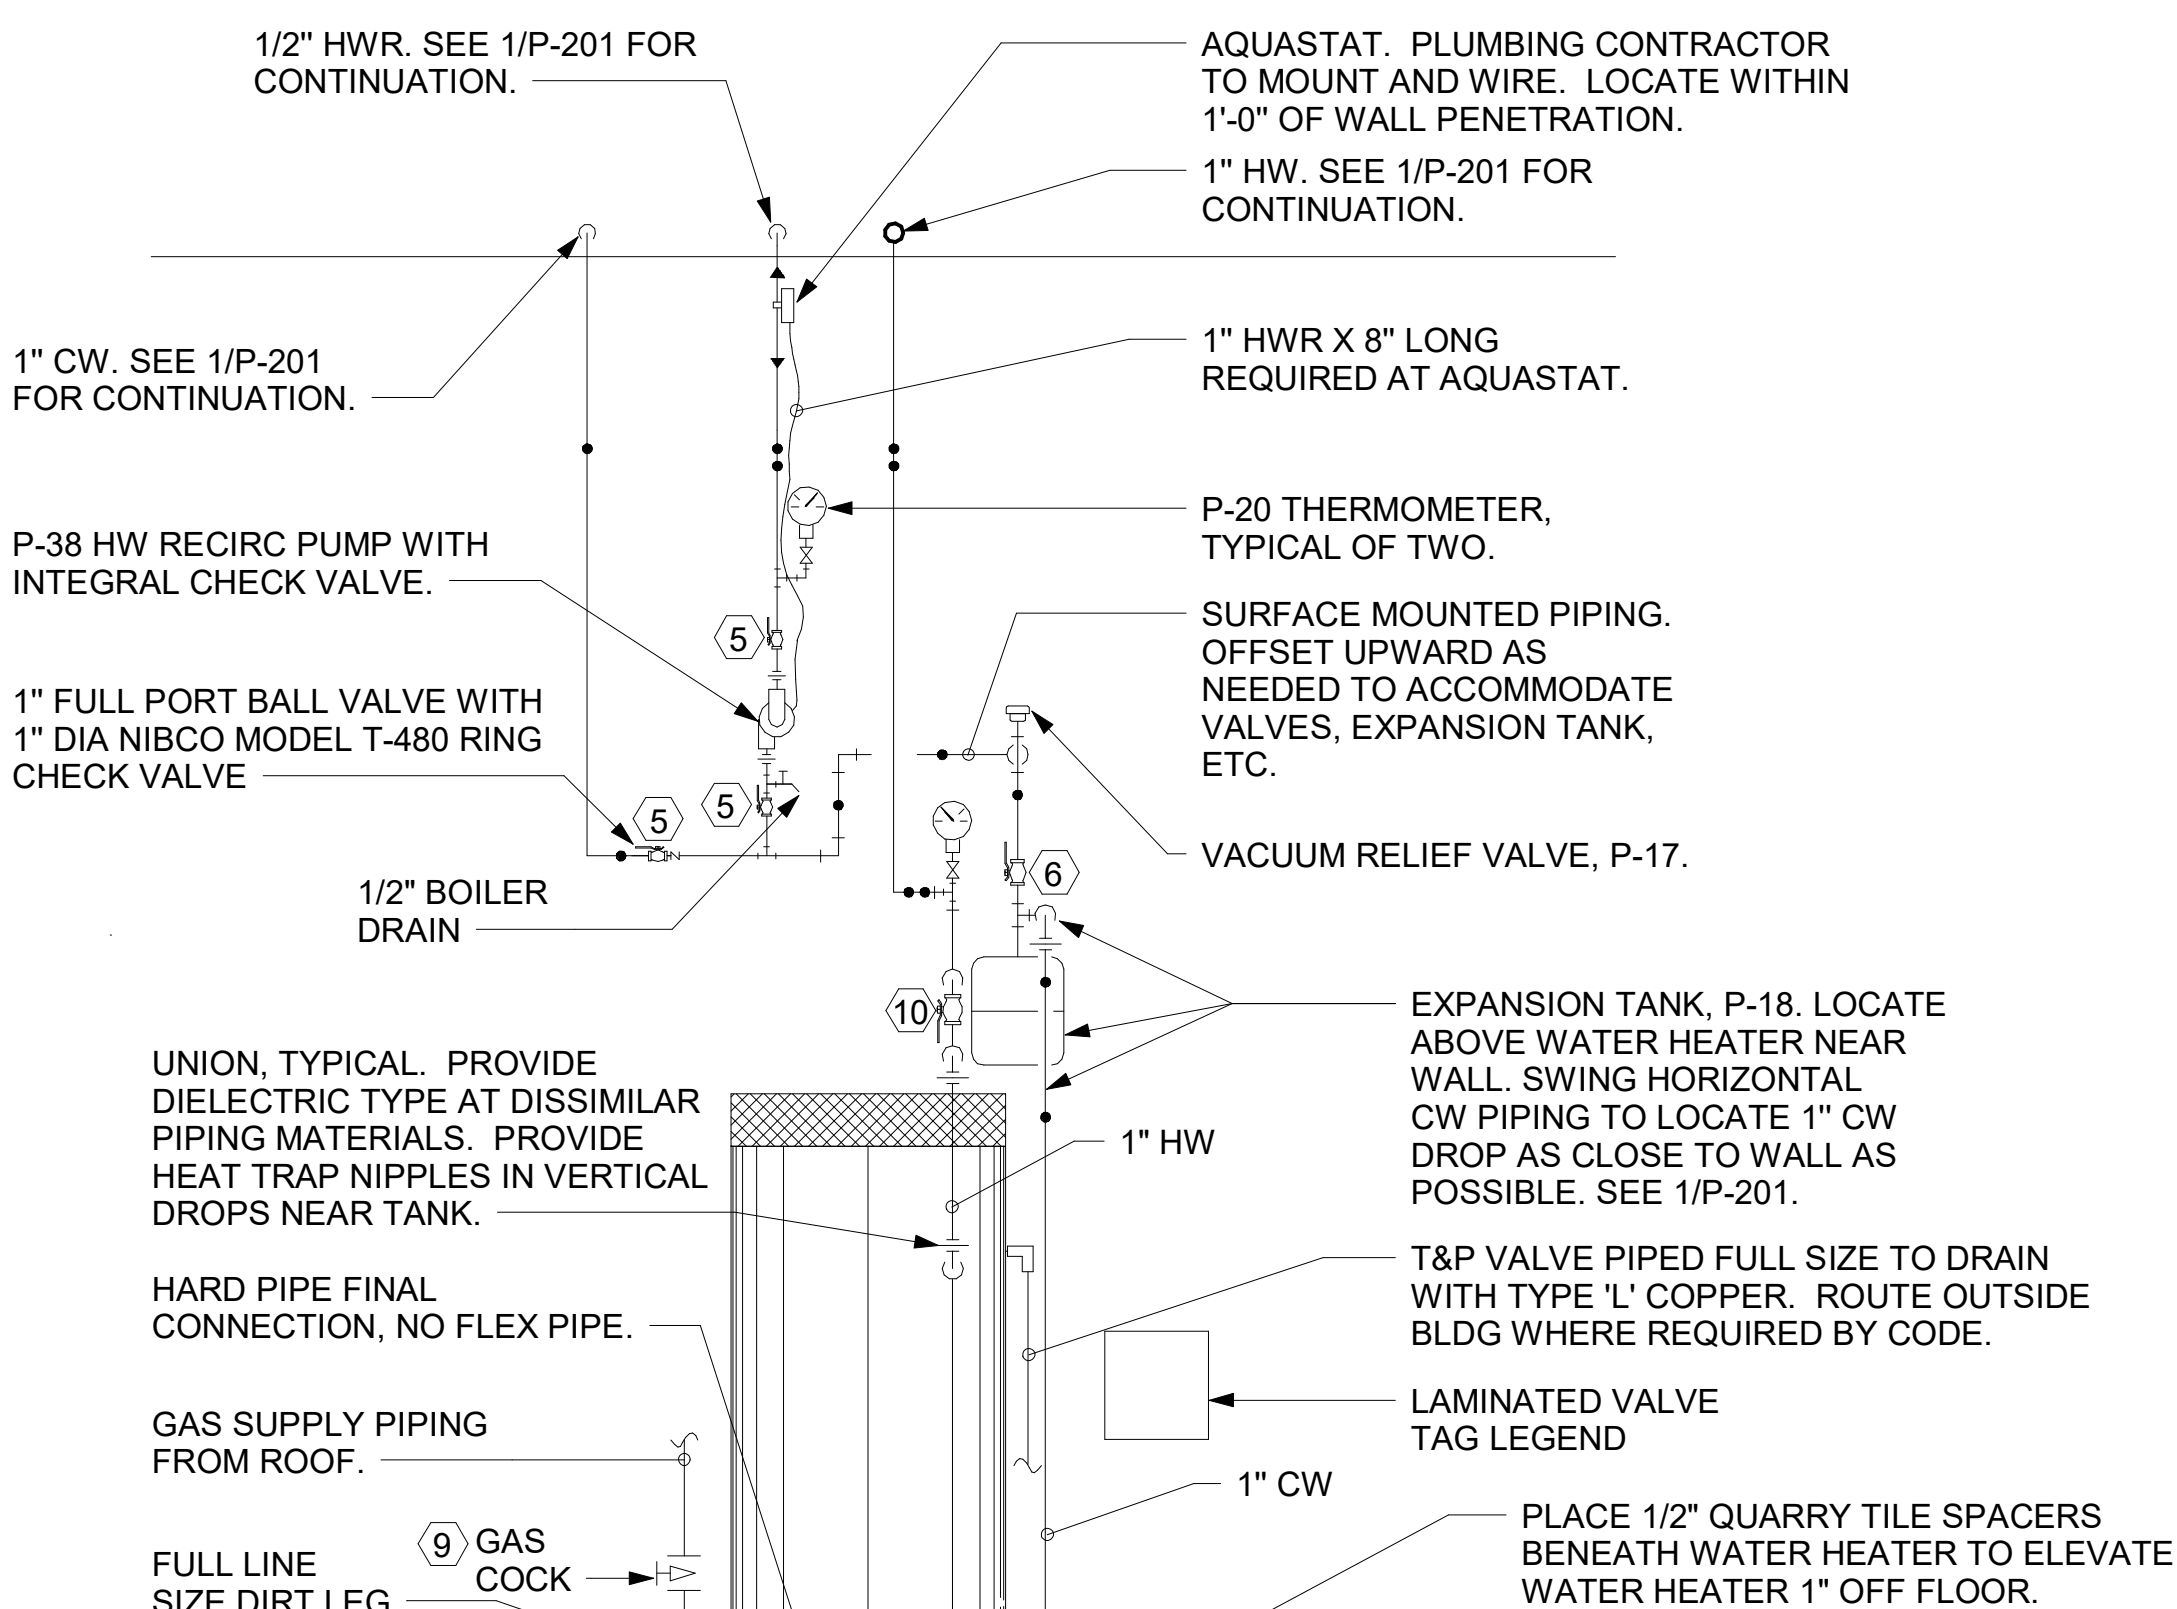 1/2" HWR. SEE 1/P-201 FOR
CONTINUATION.
AQUASTAT. PLUMBING CONTRACTOR
TO MOUNT AND WIRE. LOCATE WITHIN
1'-0" OF WALL PENETRATION.
1" HW. SEE 1/P-201 FOR
CONTINUATION.
1" CW. SEE 1/P-201
FOR CONTINUATION.
1" HWR X 8" LONG
REQUIRED AT AQUASTAT.
P-20 THERMOMETER,
TYPICAL OF TWO.
P-38 HW RECIRC PUMP WITH
INTEGRAL CHECK VALVE.
SURFACE MOUNTED PIPING.
OFFSET UPWARD AS
NEEDED TO ACCOMMODATE
VALVES, EXPANSION TANK,
ETC.
5
1" FULL PORT BALL VALVE WITH
1" DIA NIBCO MODEL T-480 RING
CHECK VALVE
5
5
VACUUM RELIEF VALVE, P-17.
6
1/2" BOILER
DRAIN
10
EXPANSION TANK, P-18. LOCATE
ABOVE WATER HEATER NEAR
WALL. SWING HORIZONTAL
CW PIPING TO LOCATE 1" CW
DROP AS CLOSE TO WALL AS
POSSIBLE. SEE 1/P-201.
UNION, TYPICAL. PROVIDE
DIELECTRIC TYPE AT DISSIMILAR
PIPING MATERIALS. PROVIDE
HEAT TRAP NIPPLES IN VERTICAL
DROPS NEAR TANK.
1" HW
T&P VALVE PIPED FULL SIZE TO DRAIN
WITH TYPE 'L' COPPER. ROUTE OUTSIDE
BLDG WHERE REQUIRED BY CODE.
HARD PIPE FINAL
CONNECTION, NO FLEX PIPE.
LAMINATED VALVE
TAG LEGEND
GAS SUPPLY PIPING
FROM ROOF.
1" CW
9
GAS
COCK
PLACE 1/2" QUARRY TILE SPACERS
BENEATH WATER HEATER TO ELEVATE
WATER HEATER 1" OFF FLOOR.
FULL LINE
SIZE DIRT LEG